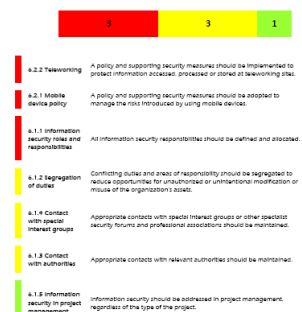 3 3 1
6.2.2 Teleworking
A policy and supporting security measures should be implemented to
protect information accessed, processed or stored at teleworking sites.
6.2.1 Mobile
device policy
A policy and supporting security measures should be adopted to
manage the risks introduced by using mobile devices.
6.1.1 Information
security roles and
responsibilities
All information security responsibilities should be defined and allocated.
6.1.2 Segregation
of duties
Conflicting duties and areas of responsibility should be segregated to
reduce opportunities for unauthorized or unintentional modification or
misuse of the organization's assets.
6.1.4 Contact
with special
interest groups
Appropriate contacts with special interest groups or other specialist
security forums and professional associations should be maintained.
6.1.3 Contact
with authorities
Appropriate contacts with relevant authorities should be maintained.
6.1.5 Information
security in project
management
Information security should be addressed in project management,
regardless of the type of the project.